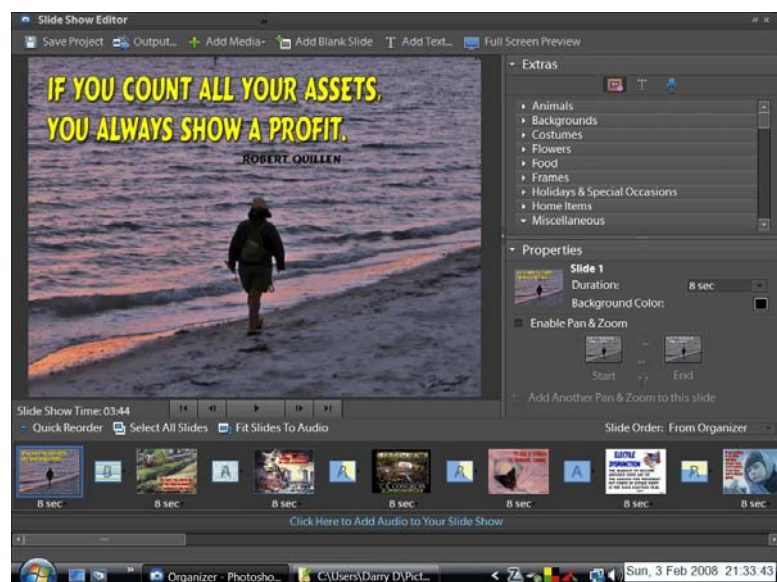 Slide Show Editor
Save Project
Output...
Add Media
Add Blank Slide
T Add Text...
Full Screen Preview
IF YOU COUNT ALL YOUR ASSETS,
YOU ALWAYS SHOW A PROFIT.
ROBERT QUILLEN
Extras
T
Animals
Backgrounds
Costumes
Flowers
Food
Frames
Holidays & Special Occasions
Home Items
Miscellaneous
Properties
Slide 1
Duration: 8 sec
Background Color:
Enable Pan & Zoom
Start End
Add Another Pan & Zoom to this slide
Slide Show Time: 03:44
Quick Reorder
Select All Slides
Fit Slides To Audio
Slide Order: From Organizer
ELECTILE
DYSFUNCTION
8 sec 8 sec 8 sec 8 sec 8 sec 8 sec 8 sec
Click Here to Add Audio to Your Slide Show
Organizer - Photosho...
C:\Users\Darry D\Pict...
Sun, 3 Feb 2008 21:33.43